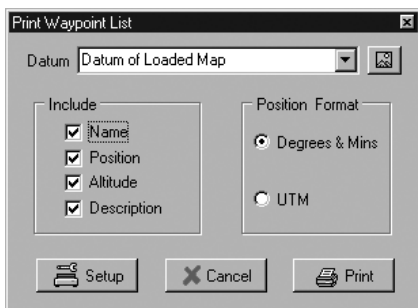 Print Waypoint List
Datum Datum of Loaded Map
Include
Name
Position
Altitude
Description
Position Format
Degrees & Mins
UTM
Setup Cancel Print